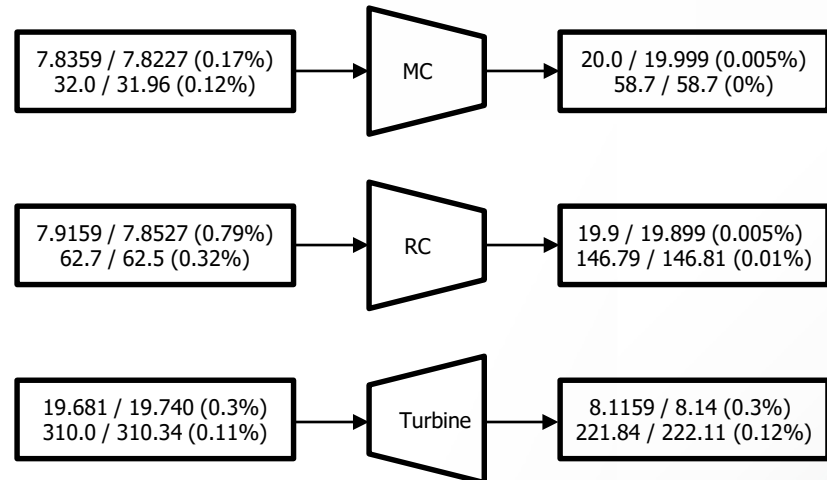 7.8359 / 7.8227 (0.17%)
32.0 / 31.96 (0.12%)
MC
20.0 / 19.999 (0.005%)
58.7 / 58.7 (0%)
7.9159 / 7.8527 (0.79%)
62.7 / 62.5 (0.32%)
RC
19.9 / 19.899 (0.005%)
146.79 / 146.81 (0.01%)
19.681 / 19.740 (0.3%)
310.0 / 310.34 (0.11%)
Turbine
8.1159 / 8.14 (0.3%)
221.84 / 222.11 (0.12%)